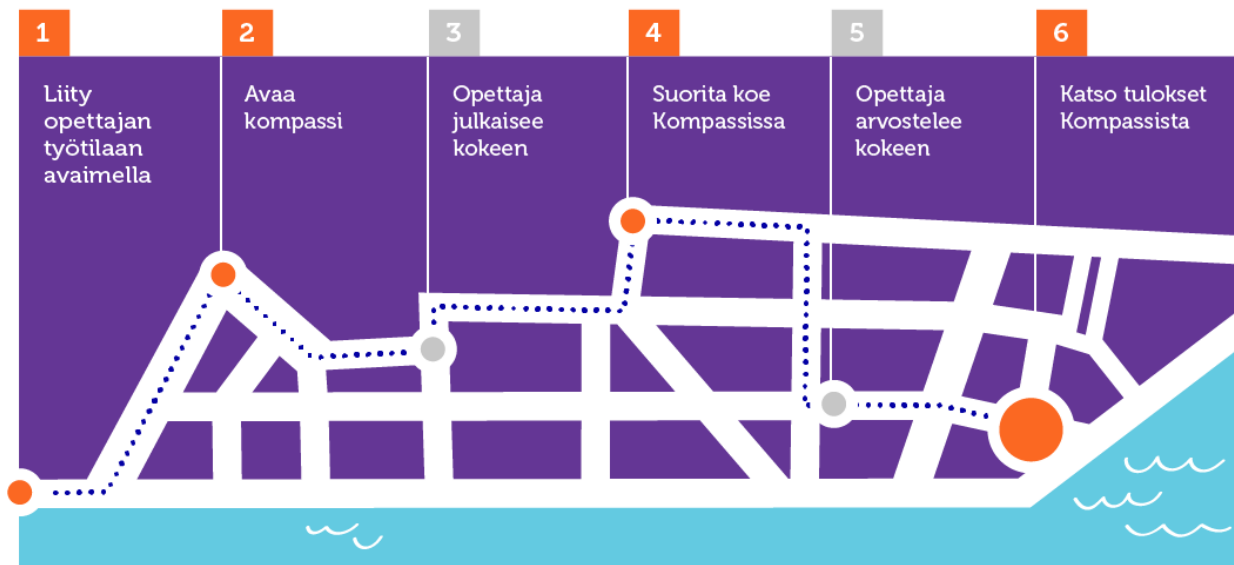 1
Liity
opettajan
työtilaan
avaimella
2
Avaa
kompassi
3
Opettaja
julkaisee
kokeen
4
Suorita koe
Kompassissa
5
Opettaja
arvostelee
kokeen
6
Katso tulokset
Kompassista